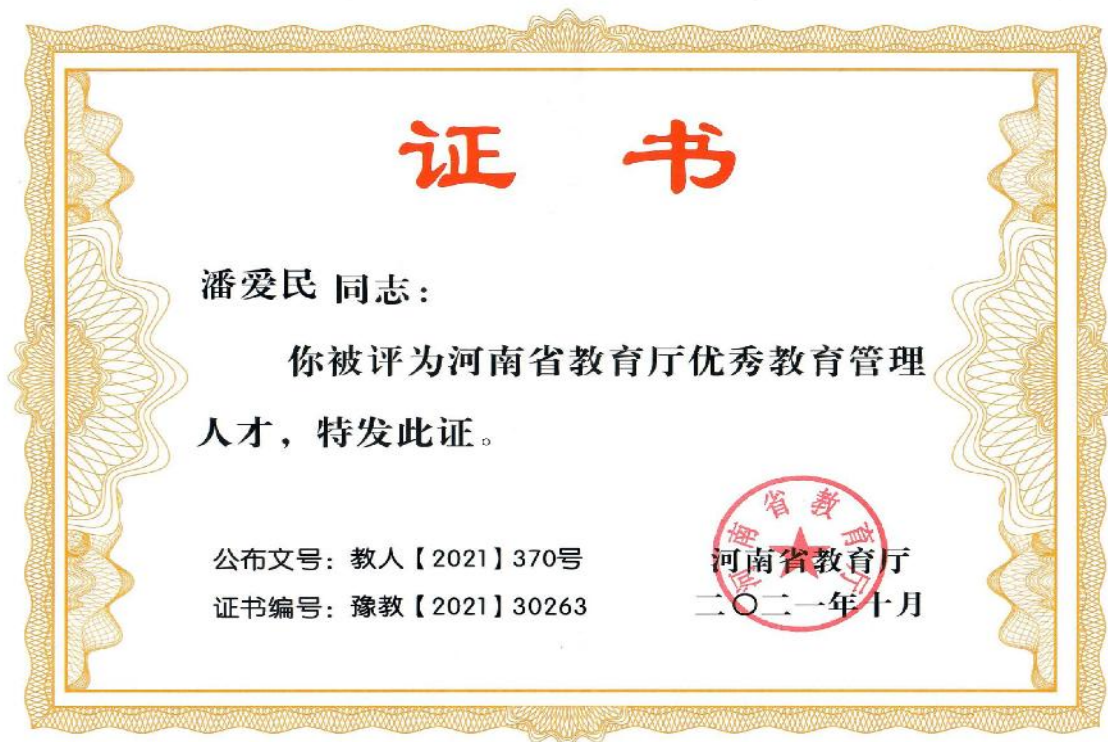 证 书
潘爱民 同志：
你被评为河南省教育厅优秀教育管理
人才，特发此证。
公布文号：教人【2021】370号
证书编号：豫教【2021】30263
河南省教育厅
河南省教育厅
二〇二一年十月